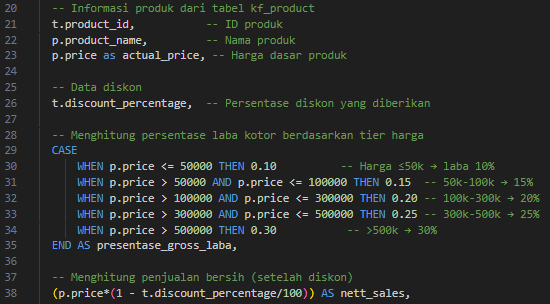 20 -- Informasi produk dari tabel kf_product
21 t.product_id, -- ID produk
22 p.product_name, -- Nama produk
23 p.price as actual_price, -- Harga dasar produk
24
25 -- Data diskon
26 t.discount_percentage, -- Persentase diskon yang diberikan
27
28 -- Menghitung persentase laba kotor berdasarkan tier harga
29 CASE
30 WHEN p.price <= 50000 THEN 0.10 -- Harga ≤50k → laba 10%
31 WHEN p.price > 50000 AND p.price <= 100000 THEN 0.15 -- 50k-100k → 15%
32 WHEN p.price > 100000 AND p.price <= 300000 THEN 0.20 -- 100k-300k → 20%
33 WHEN p.price > 300000 AND p.price <= 500000 THEN 0.25 -- 300k-500k → 25%
34 WHEN p.price > 500000 THEN 0.30 -- >500k → 30%
35 END AS presentase_gross_laba,
36
37 -- Menghitung penjualan bersih (setelah diskon)
38 (p.price*(1 - t.discount_percentage/100)) AS nett_sales,